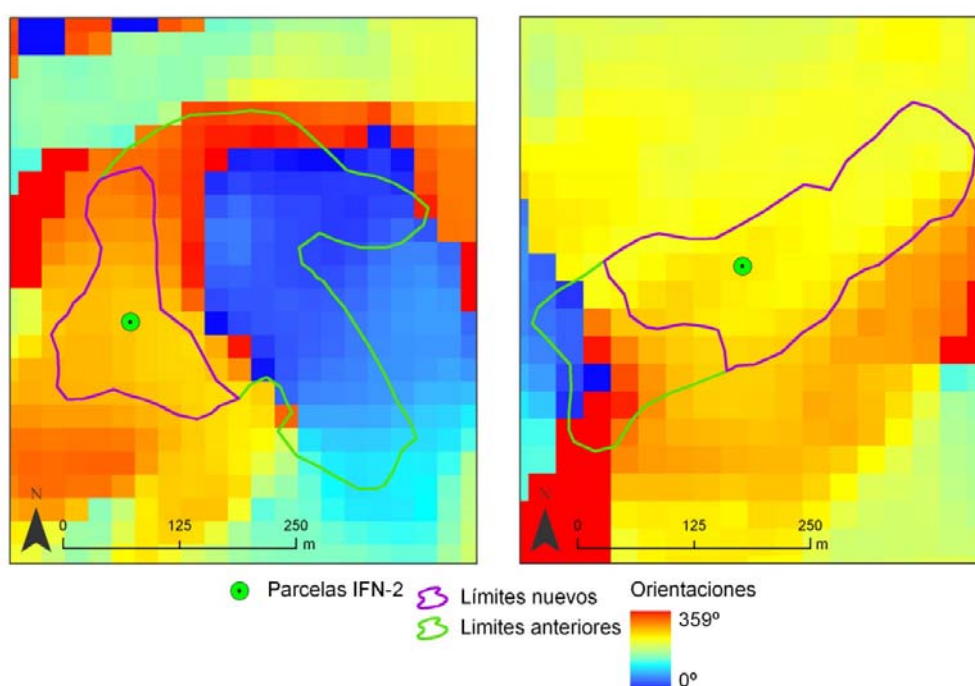 N
0
125
250
m
N
0
125
250
m
Parcelas IFN-2
Límites nuevos
Limites anteriores
Orientaciones
359º
0º